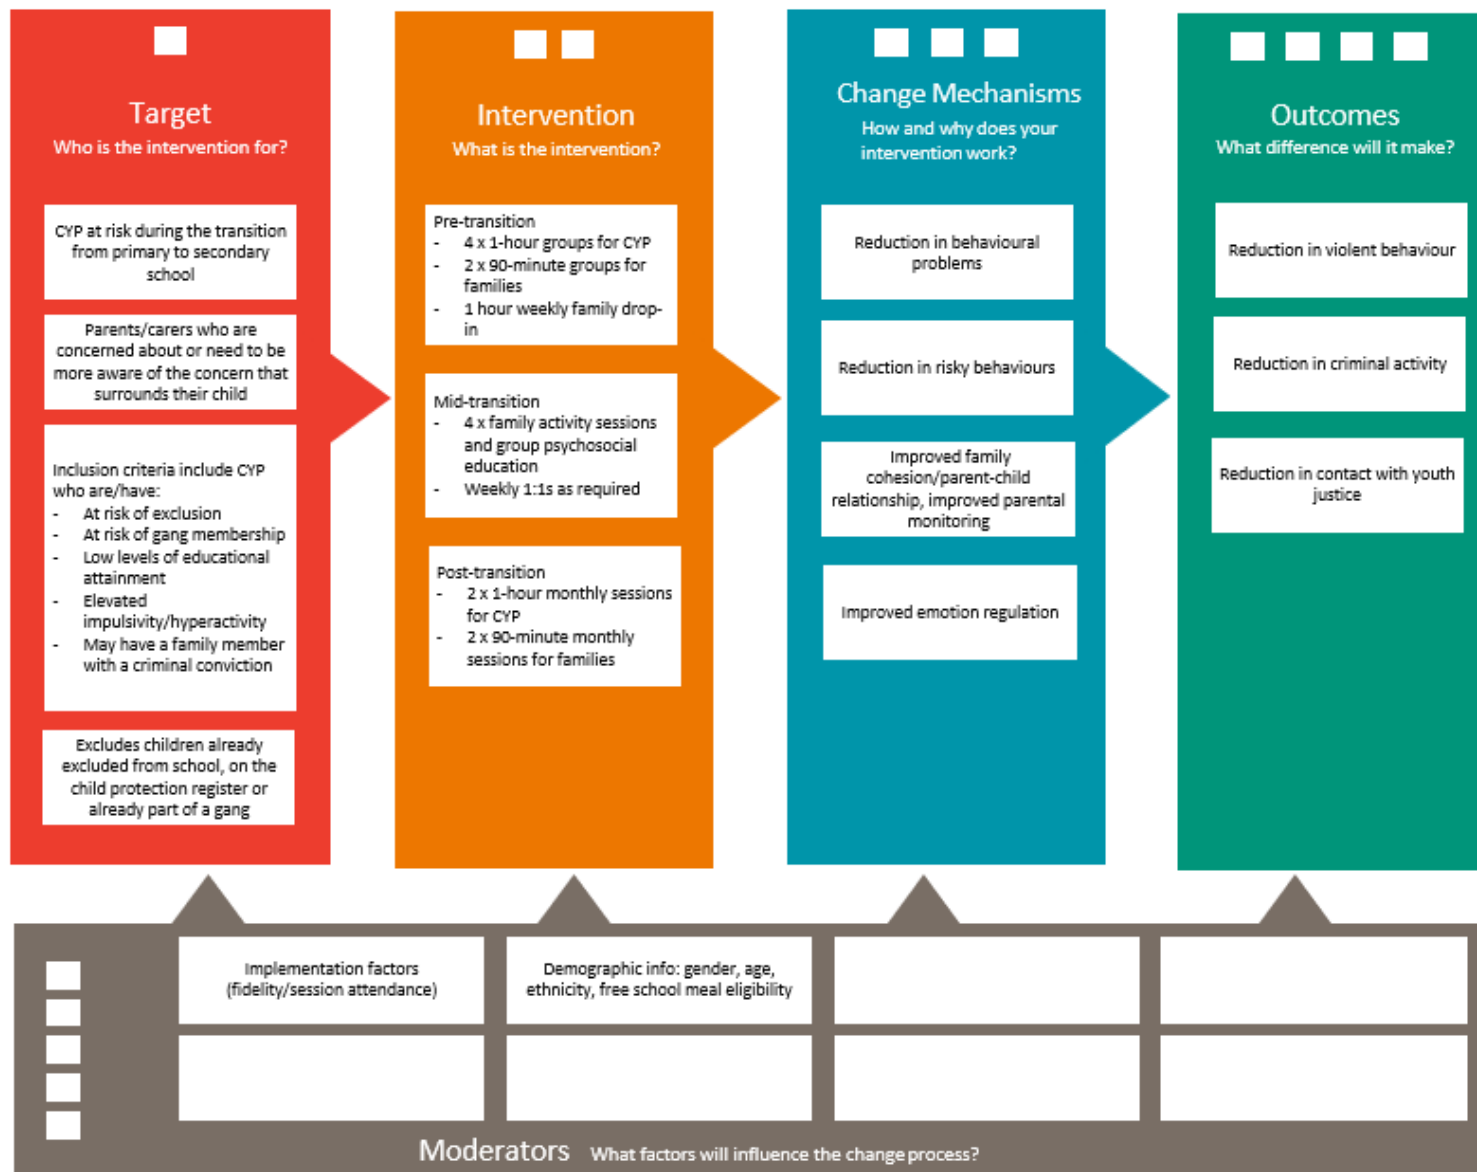 Target
Who is the intervention for?
CYP at risk during the transition
from primary to secondary
school
Parents/carers who are
concerned about or need to be
more aware of the concern that
surrounds their child
Inclusion criteria include CYP
who are/have:
- At risk of exclusion
- At risk of gang membership
- Low levels of educational
attainment
- Elevated
impulsivity/hyperactivity
- May have a family member
with a criminal conviction
Excludes children already
excluded from school, on the
child protection register or
already part of a gang
Intervention
What is the intervention?
Pre-transition
- 4 x 1-hour groups for CYP
- 2 x 90-minute groups for
families
- 1 hour weekly family drop-
in
Mid-transition
- 4 x family activity sessions
and group psychosocial
education
- Weekly 1:1s as required
Post-transition
- 2 x 1-hour monthly sessions
for CYP
- 2 x 90-minute monthly
sessions for families
Change Mechanisms
How and why does your
intervention work?
Reduction in behavioural
problems
Reduction in risky behaviours
Improved family
cohesion/parent-child
relationship, improved parental
monitoring
Improved emotion regulation
Outcomes
What difference will it make?
Reduction in violent behaviour
Reduction in criminal activity
Reduction in contact with youth
justice
Implementation factors
(fidelity/session attendance)
Demographic info: gender, age,
ethnicity, free school meal eligibility
Moderators What factors will influence the change process?